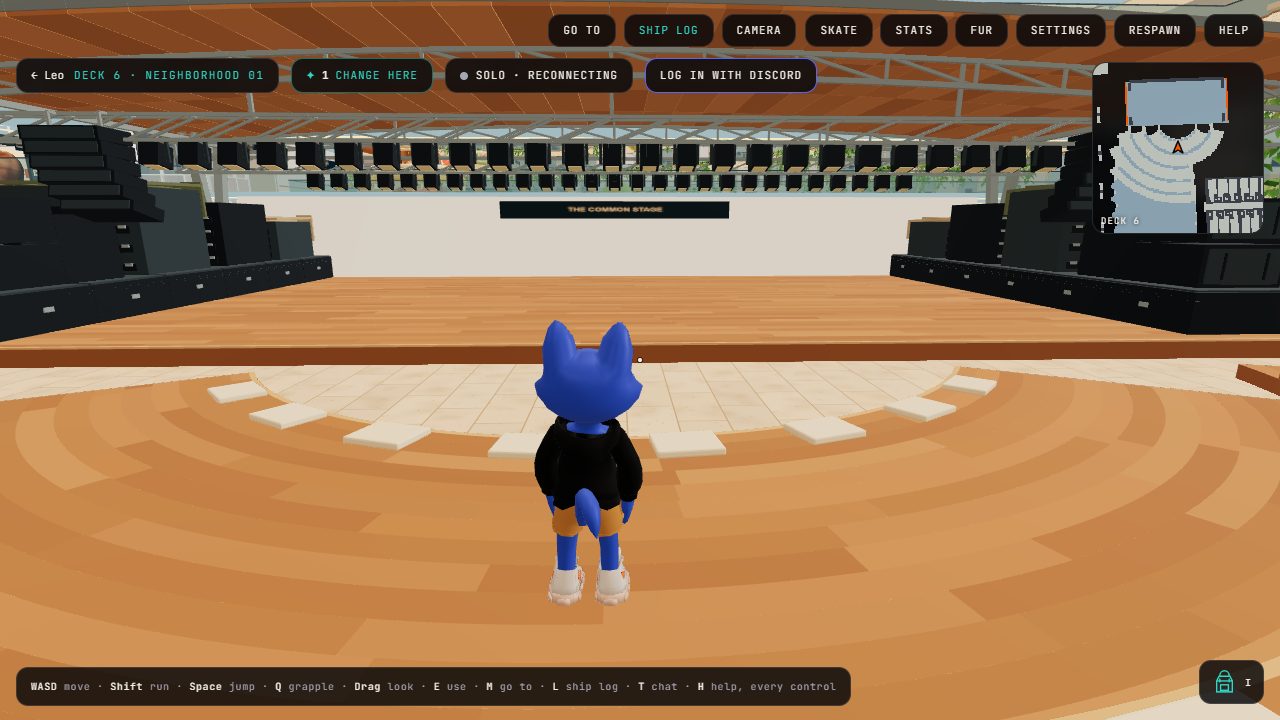 GO TO
SHIP LOG
CAMERA
SKATE
STATS
FUR
SETTINGS
RESPAWN
HELP
← Leo DECK 6 · NEIGHBORHOOD 01
✦ 1 CHANGE HERE
SOLO · RECONNECTING
LOG IN WITH DISCORD
THE COMMON STAGE
DECK 6
WASD move · Shift run · Space jump · Q grapple · Drag look · E use · M go to · L ship log · T chat · H help, every control
I